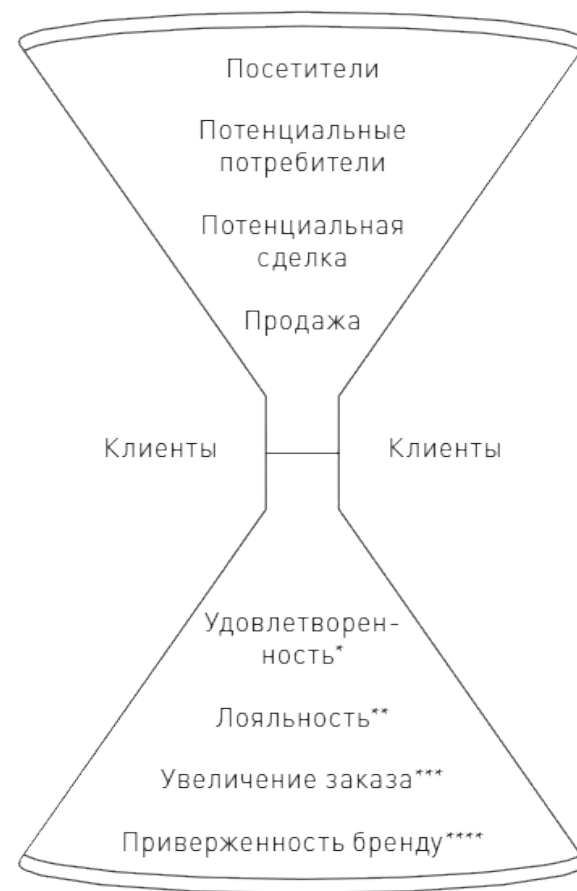 Посетители
Потенциальные
потребители
Потенциальная
сделка
Продажа
Клиенты
Клиенты
Удовлетворен-
ность*
Лояльность**
Увеличение заказа***
Приверженность бренду****